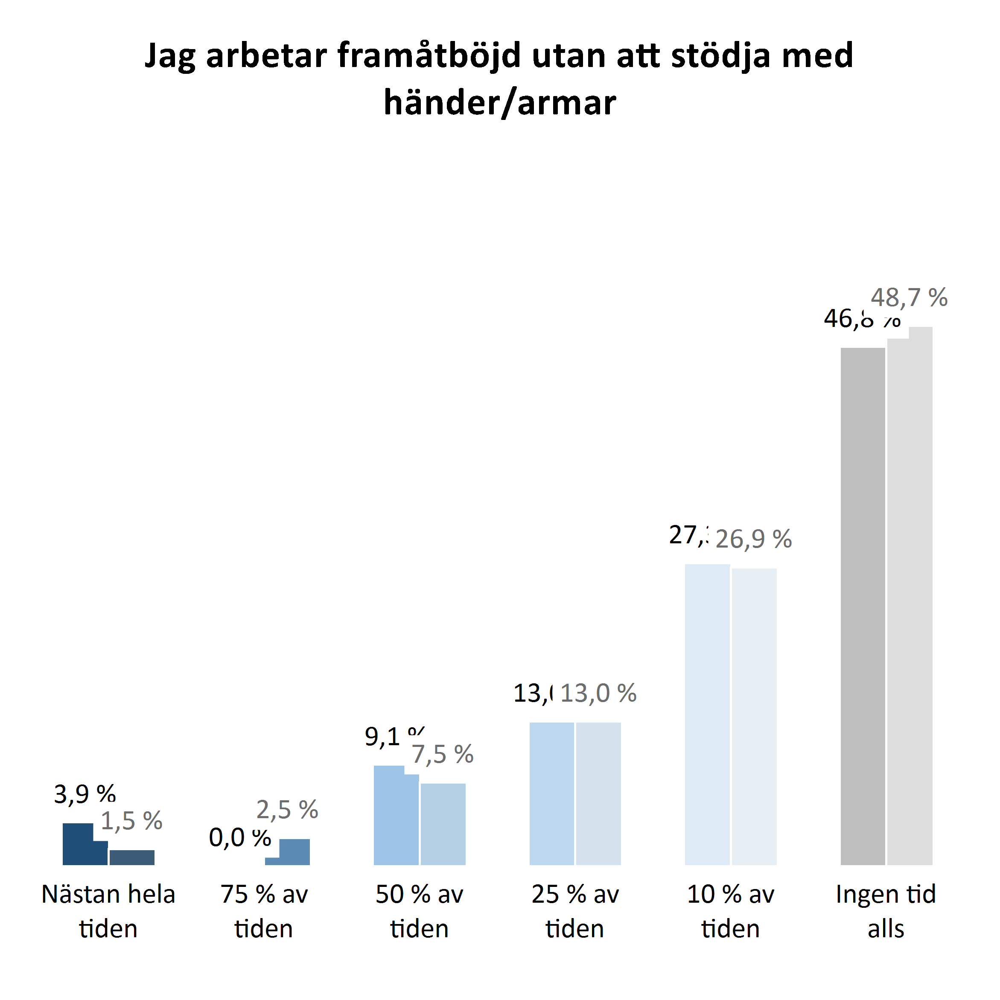 Jag arbetar framåtböjd utan att stödja med
händer/armar
48,7 %
46,8 %
26,9 %
13,0 %
9,1 %
7,5 %
3,9 %
2,5 %
1,5 %
0,0 %
Nästan hela
tiden
75 % av
tiden
50 % av
tiden
25 % av
tiden
10 % av
tiden
Ingen tid
alls